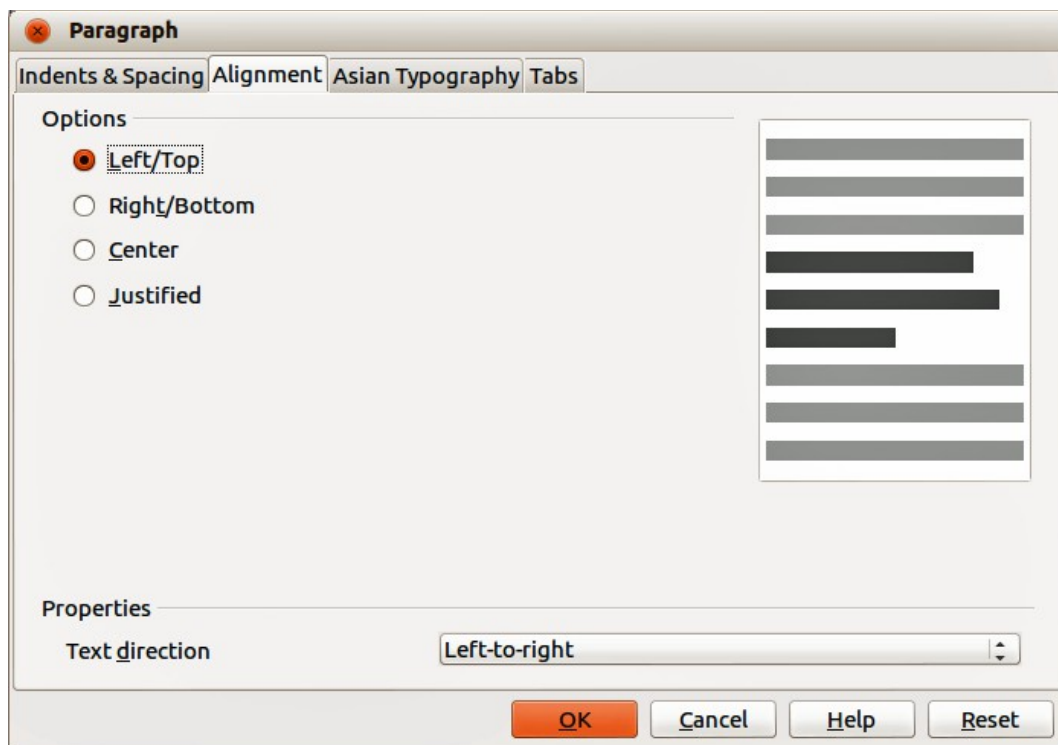 Paragraph
Indents & Spacing Alignment Asian Typography Tabs
Options
Left/Top
Right/Bottom
Center
Justified
Properties
Text direction Left-to-right
OK Cancel Help Reset